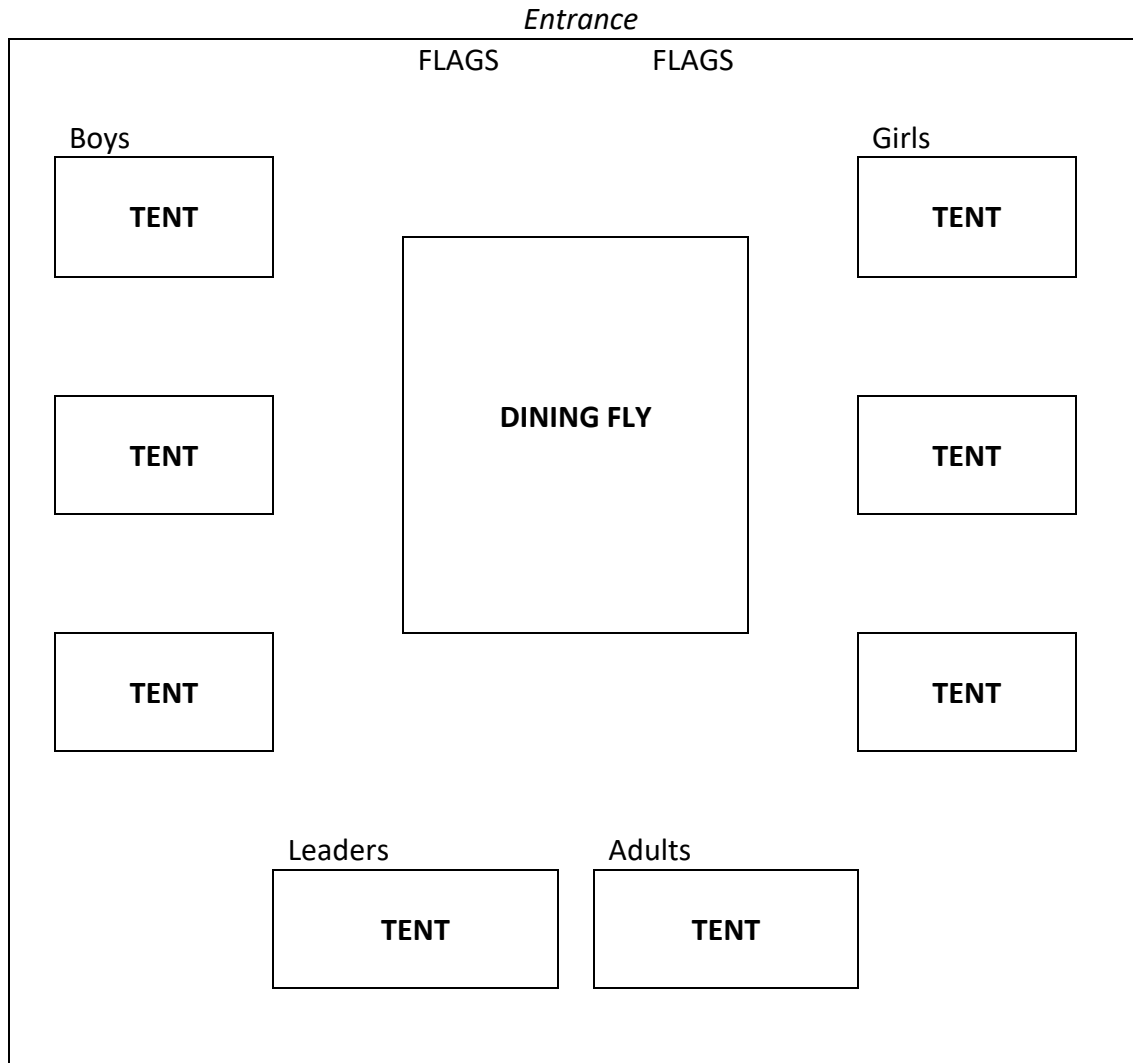 Entrance
FLAGS FLAGS
Boys Girls
TENT TENT
DINING FLY
TENT TENT
TENT TENT
Leaders Adults
TENT TENT